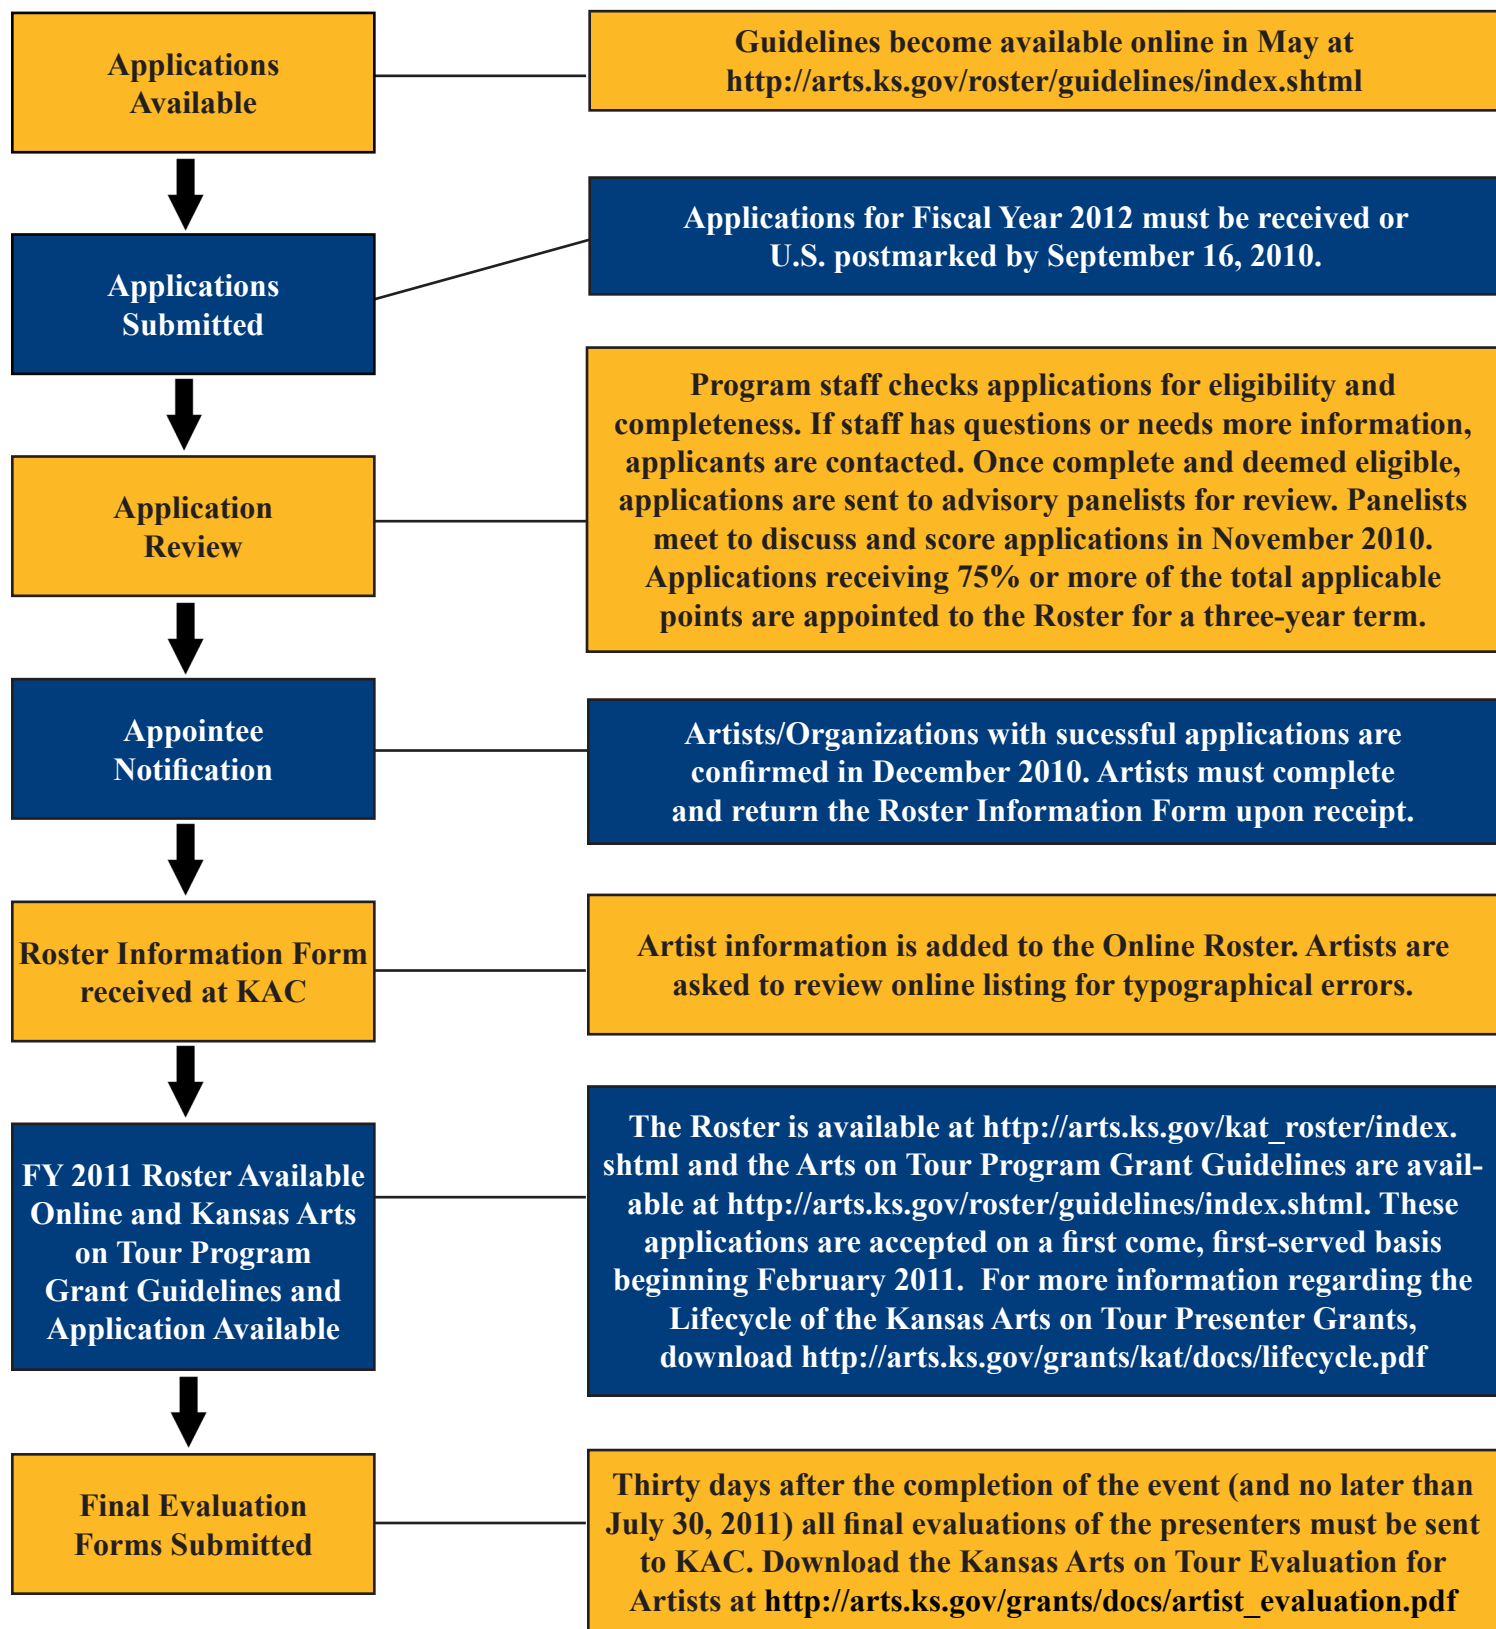 Applications
Available
Guidelines become available online in May at
http://arts.ks.gov/roster/guidelines/index.shtml
Applications
Submitted
Applications for Fiscal Year 2012 must be received or
U.S. postmarked by September 16, 2010.
Application
Review
Program staff checks applications for eligibility and
completeness. If staff has questions or needs more information,
applicants are contacted. Once complete and deemed eligible,
applications are sent to advisory panelists for review. Panelists
meet to discuss and score applications in November 2010.
Applications receiving 75% or more of the total applicable
points are appointed to the Roster for a three-year term.
Appointee
Notification
Artists/Organizations with sucessful applications are
confirmed in December 2010. Artists must complete
and return the Roster Information Form upon receipt.
Roster Information Form
received at KAC
Artist information is added to the Online Roster. Artists are
asked to review online listing for typographical errors.
FY 2011 Roster Available
Online and Kansas Arts
on Tour Program
Grant Guidelines and
Application Available
The Roster is available at http://arts.ks.gov/kat_roster/index.
shtml and the Arts on Tour Program Grant Guidelines are avail-
able at http://arts.ks.gov/roster/guidelines/index.shtml. These
applications are accepted on a first come, first-served basis
beginning February 2011.  For more information regarding the
Lifecycle of the Kansas Arts on Tour Presenter Grants,
download http://arts.ks.gov/grants/kat/docs/lifecycle.pdf
Final Evaluation
Forms Submitted
Thirty days after the completion of the event (and no later than
July 30, 2011) all final evaluations of the presenters must be sent
to KAC. Download the Kansas Arts on Tour Evaluation for
Artists at http://arts.ks.gov/grants/docs/artist_evaluation.pdf